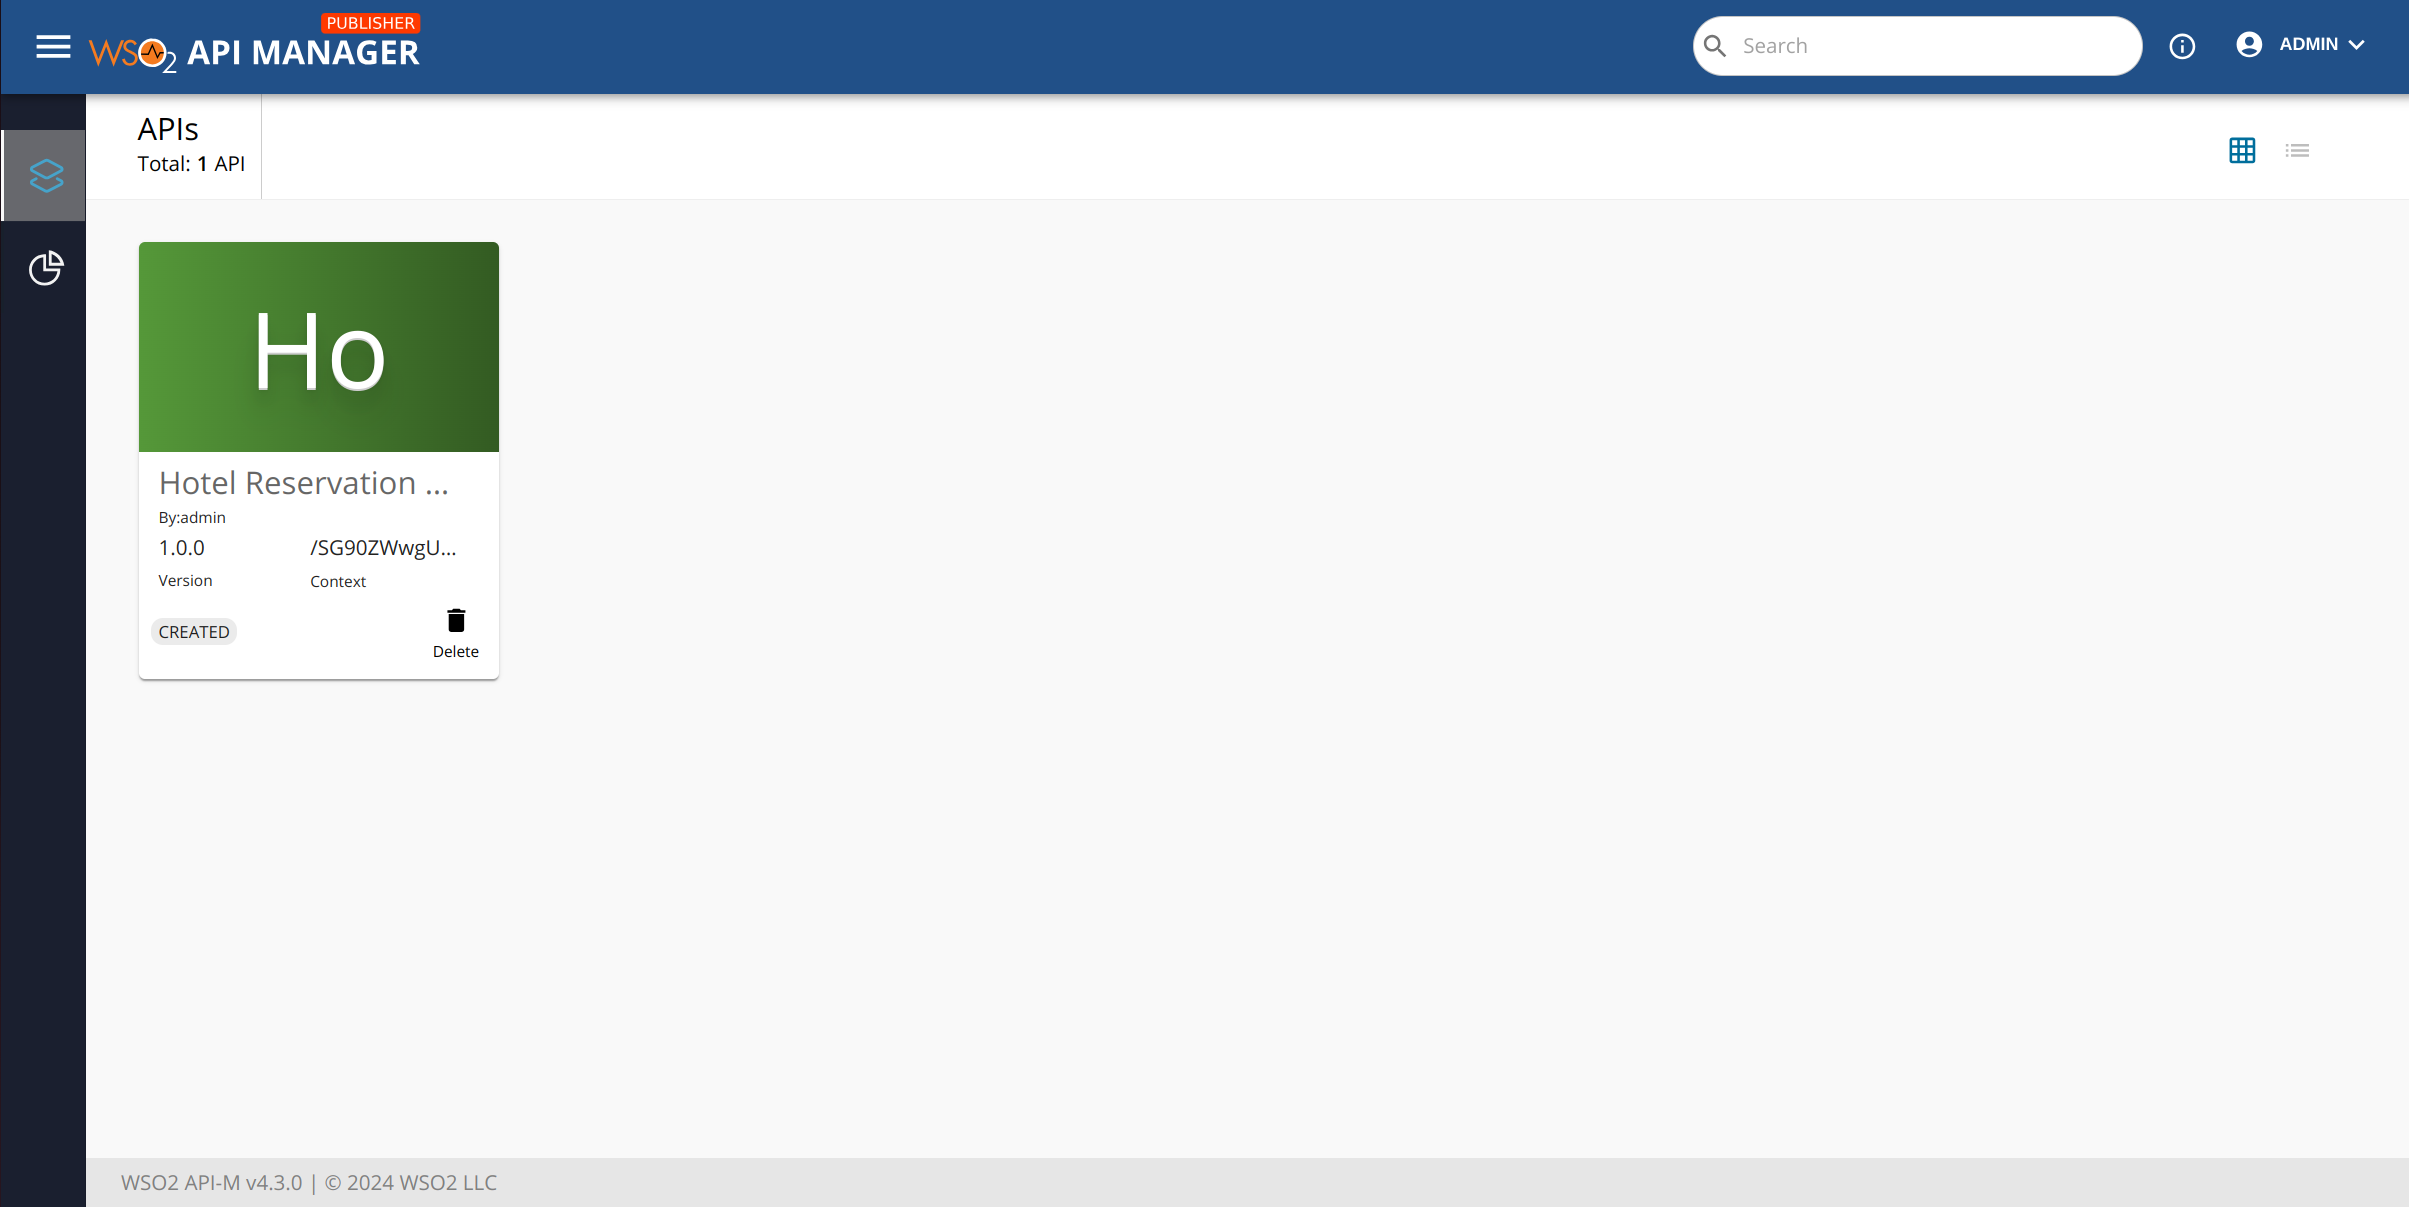 PUBLISHER
WSO2 API MANAGER
Search
ADMIN
APIs
Total: 1 API
Ho
Hotel Reservation ...
By:admin
1.0.0
/SG90ZWwgU...
Version
Context
CREATED
Delete
WSO2 API-M v4.3.0 | © 2024 WSO2 LLC